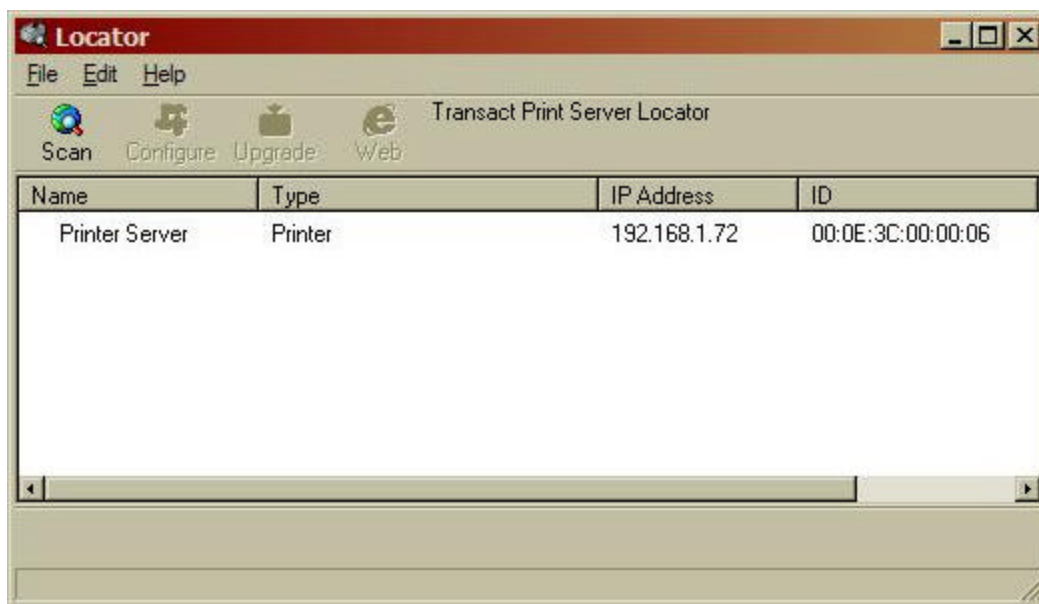 Locator
File Edit Help
Scan Configure Upgrade Web Transact Print Server Locator
Name Type IP Address ID
Printer Server Printer 192.168.1.72 00:0E:3C:00:00:06